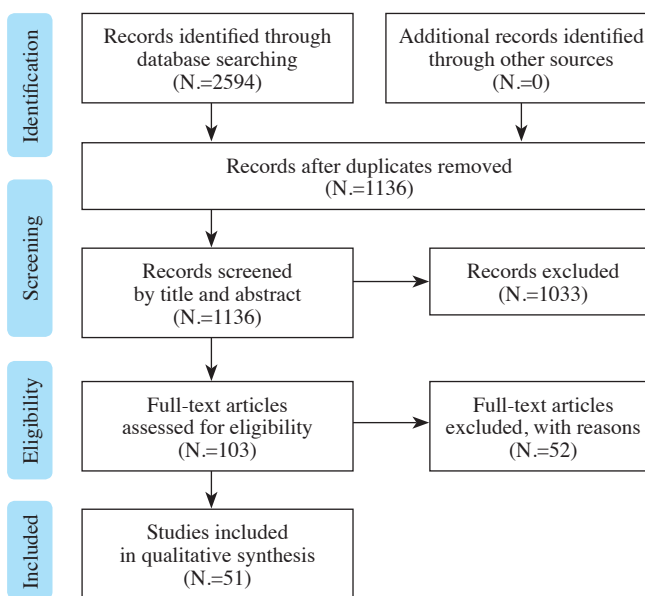 Identification
Records identified through
database searching
(N.=2594)
Additional records identified
through other sources
(N.=0)
Records after duplicates removed
(N.=1136)
Screening
Records screened
by title and abstract
(N.=1136)
Records excluded
(N.=1033)
Eligibility
Full-text articles
assessed for eligibility
(N.=103)
Full-text articles
excluded, with reasons
(N.=52)
Included
Studies included
in qualitative synthesis
(N.=51)